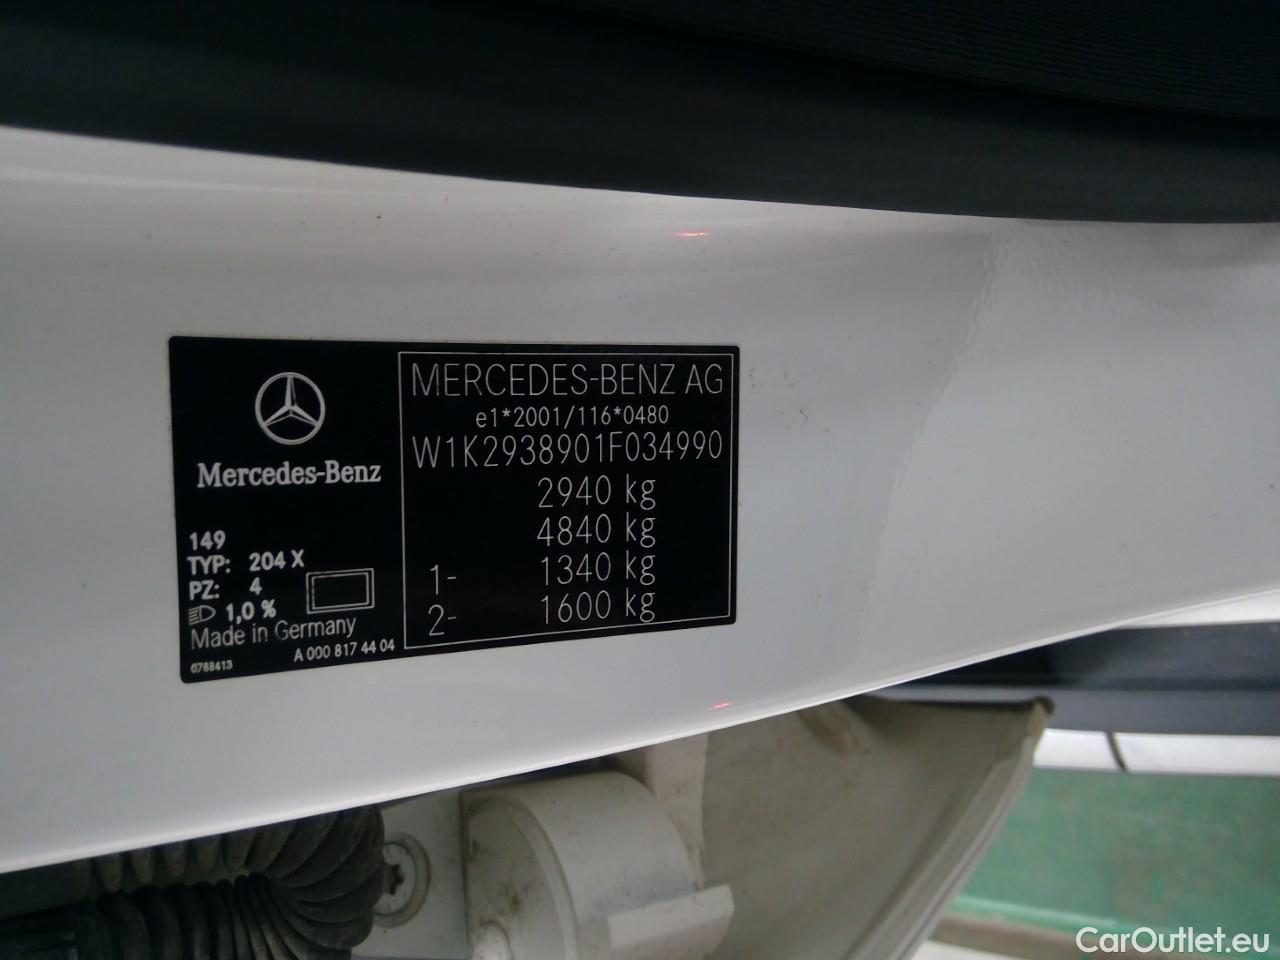 Mercedes-Benz
149
TYP: 204 X
PZ: 4
1,0 %
Made in Germany
0788413
A 000 817 44 04
MERCEDES-BENZ AG
e1*2001/116*0480
W1K2938901F034990
2940 kg
4840 kg
1- 1340 kg
2- 1600 kg
CarOutlet.eu